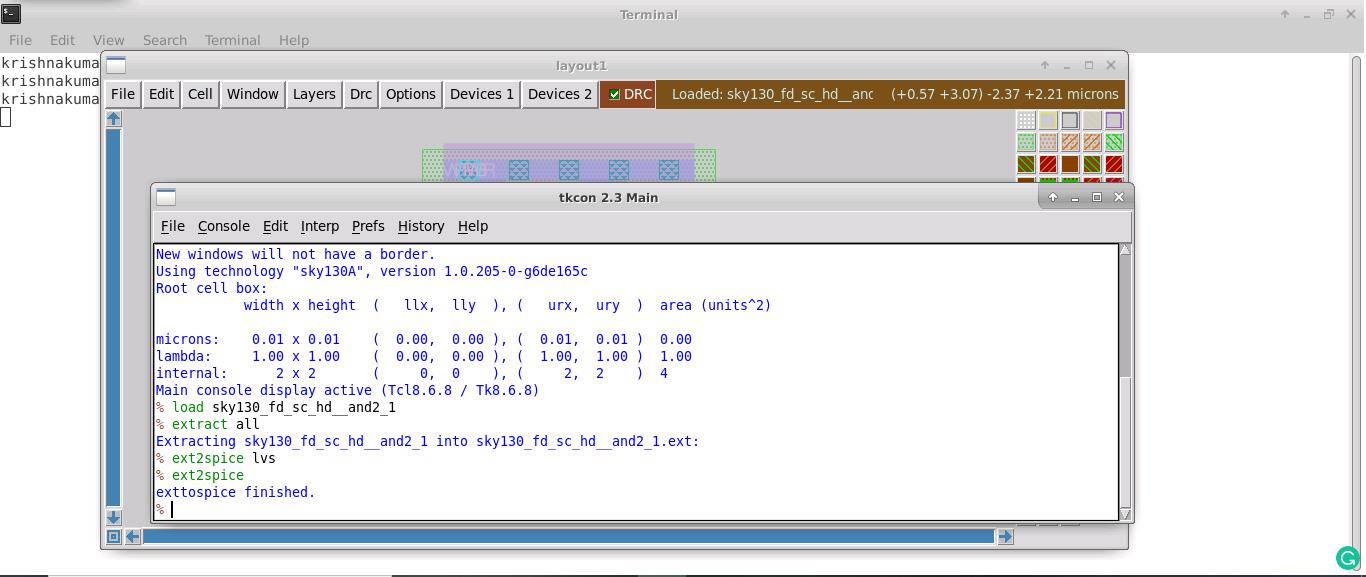 Terminal
File Edit View Search Terminal Help
krishnakuma
krishnakuma
krishnakuma
layout1
File Edit Cell Window Layers Drc Options Devices 1 Devices 2 DRC Loaded: sky130_fd_sc_hd__and (+0.57 +3.07) -2.37 +2.21 microns
tkcon 2.3 Main
File Console Edit Interp Prefs History Help
New windows will not have a border.
Using technology "sky130A", version 1.0.205-0-g6de165c
Root cell box:
width x height ( llx, lly ), ( urx, ury ) area (units^2)
microns: 0.01 x 0.01 ( 0.00, 0.00 ), ( 0.01, 0.01 ) 0.00
lambda: 1.00 x 1.00 ( 0.00, 0.00 ), ( 1.00, 1.00 ) 1.00
internal: 2 x 2 ( 0, 0 ), ( 2, 2 ) 4
Main console display active (Tcl8.6.8 / Tk8.6.8)
% load sky130_fd_sc_hd__and2_1
% extract all
Extracting sky130_fd_sc_hd__and2_1 into sky130_fd_sc_hd__and2_1.ext:
% ext2spice lvs
% ext2spice
exttospice finished.
%